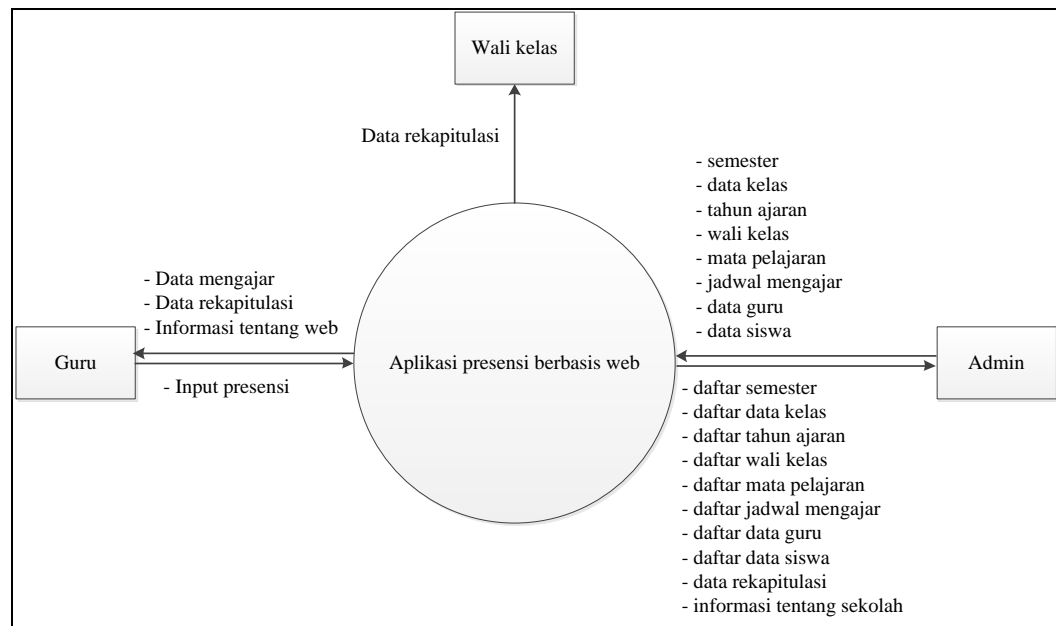 Wali kelas
Data rekapitulasi
- semester
- data kelas
- tahun ajaran
- wali kelas
- mata pelajaran
- jadwal mengajar
- data guru
- data siswa
- Data mengajar
- Data rekapitulasi
- Informasi tentang web
Guru
Aplikasi presensi berbasis web
Admin
- Input presensi
- daftar semester
- daftar data kelas
- daftar tahun ajaran
- daftar wali kelas
- daftar mata pelajaran
- daftar jadwal mengajar
- daftar data guru
- daftar data siswa
- data rekapitulasi
- informasi tentang sekolah